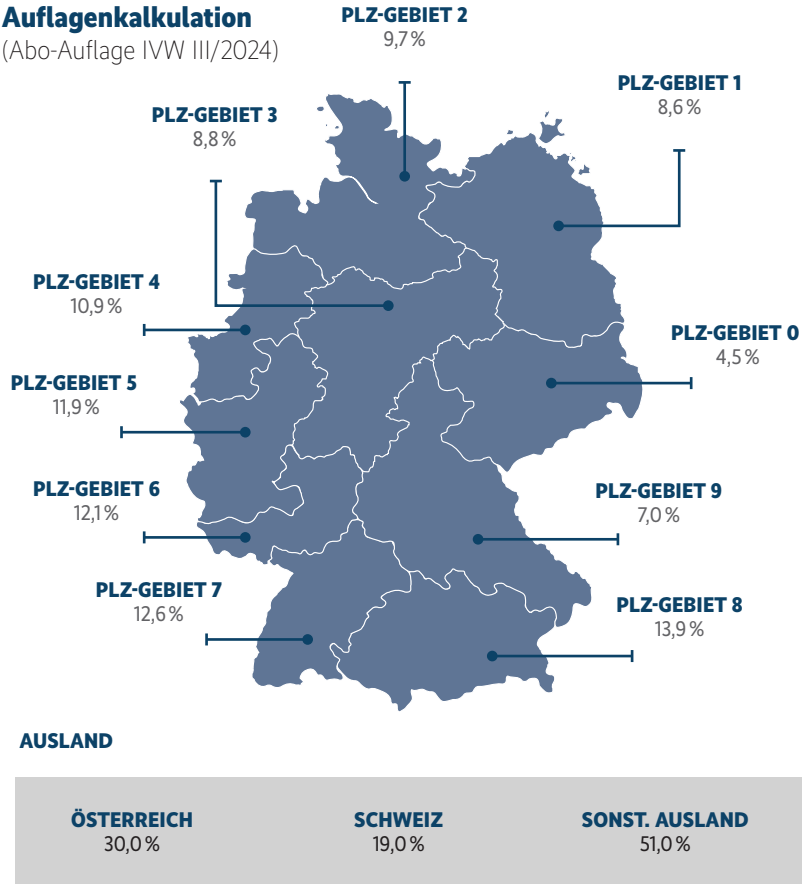 Auflagenkalkulation
(Abo-Auflage IVW III/2024)
PLZ-GEBIET 2
9,7 %
PLZ-GEBIET 1
8,6 %
PLZ-GEBIET 3
8,8 %
PLZ-GEBIET 4
10,9 %
PLZ-GEBIET 0
4,5 %
PLZ-GEBIET 5
11,9 %
PLZ-GEBIET 6
12,1 %
PLZ-GEBIET 9
7,0 %
PLZ-GEBIET 7
12,6 %
PLZ-GEBIET 8
13,9 %
AUSLAND
ÖSTERREICH
30,0 %
SCHWEIZ
19,0 %
SONST. AUSLAND
51,0 %